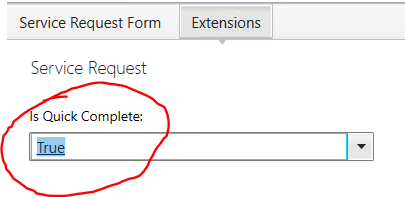 Service Request Form Extensions
Service Request
Is Quick Complete:
True